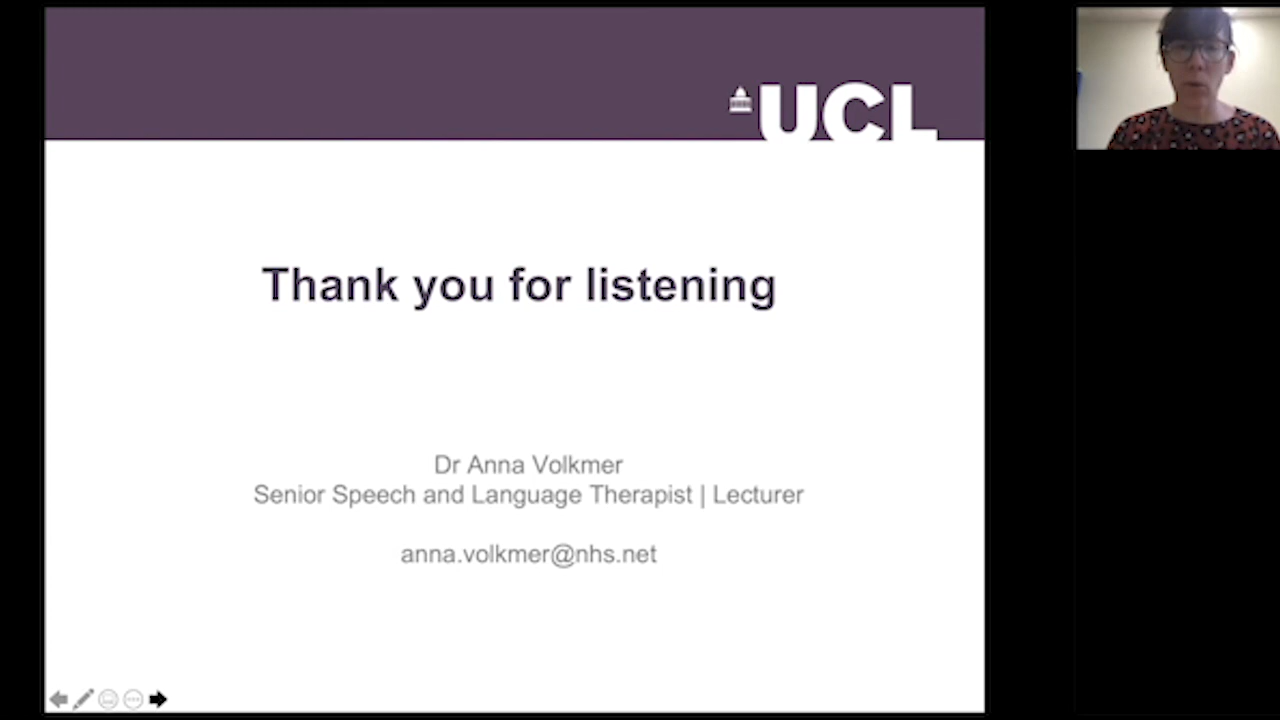 UCL
Thank you for listening
Dr Anna Volkmer
Senior Speech and Language Therapist | Lecturer
anna.volkmer@nhs.net